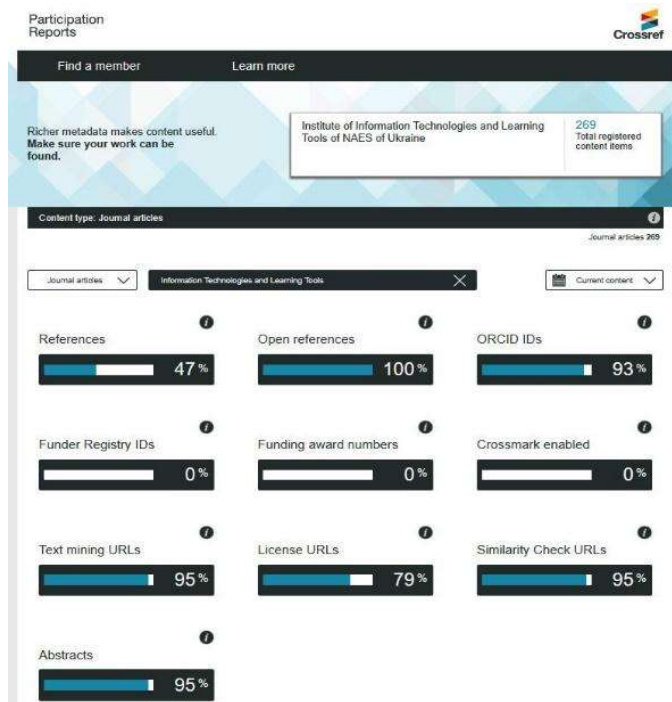 Participation
Reports
Crossref
Find a member Learn more
Richer metadata makes content useful.
Make sure your work can be
found.
Institute of Information Technologies and Learning
Tools of NAES of Ukraine
269
Total registered
content items
Content type: Journal articles
Journal articles 269
Journal articles
Information Technologies and Learning Tools
Current content
References
47 %
Open references
100 %
ORCID IDs
93 %
Funder Registry IDs
0 %
Funding award numbers
0 %
Crossmark enabled
0 %
Text mining URLs
95 %
License URLs
79 %
Similarity Check URLs
95 %
Abstracts
95 %